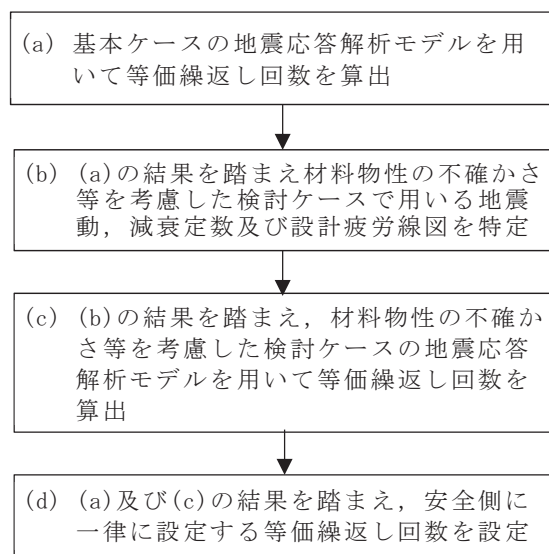 (a) 基本ケースの地震応答解析モデルを用
いて等価繰返し回数を算出
(b) (a)の結果を踏まえ材料物性の不確かさ
等を考慮した検討ケースで用いる地震
動，減衰定数及び設計疲労線図を特定
(c) (b)の結果を踏まえ，材料物性の不確か
さ等を考慮した検討ケースの地震応答
解析モデルを用いて等価繰返し回数を
算出
(d) (a)及び(c)の結果を踏まえ，安全側に
一律に設定する等価繰返し回数を設定